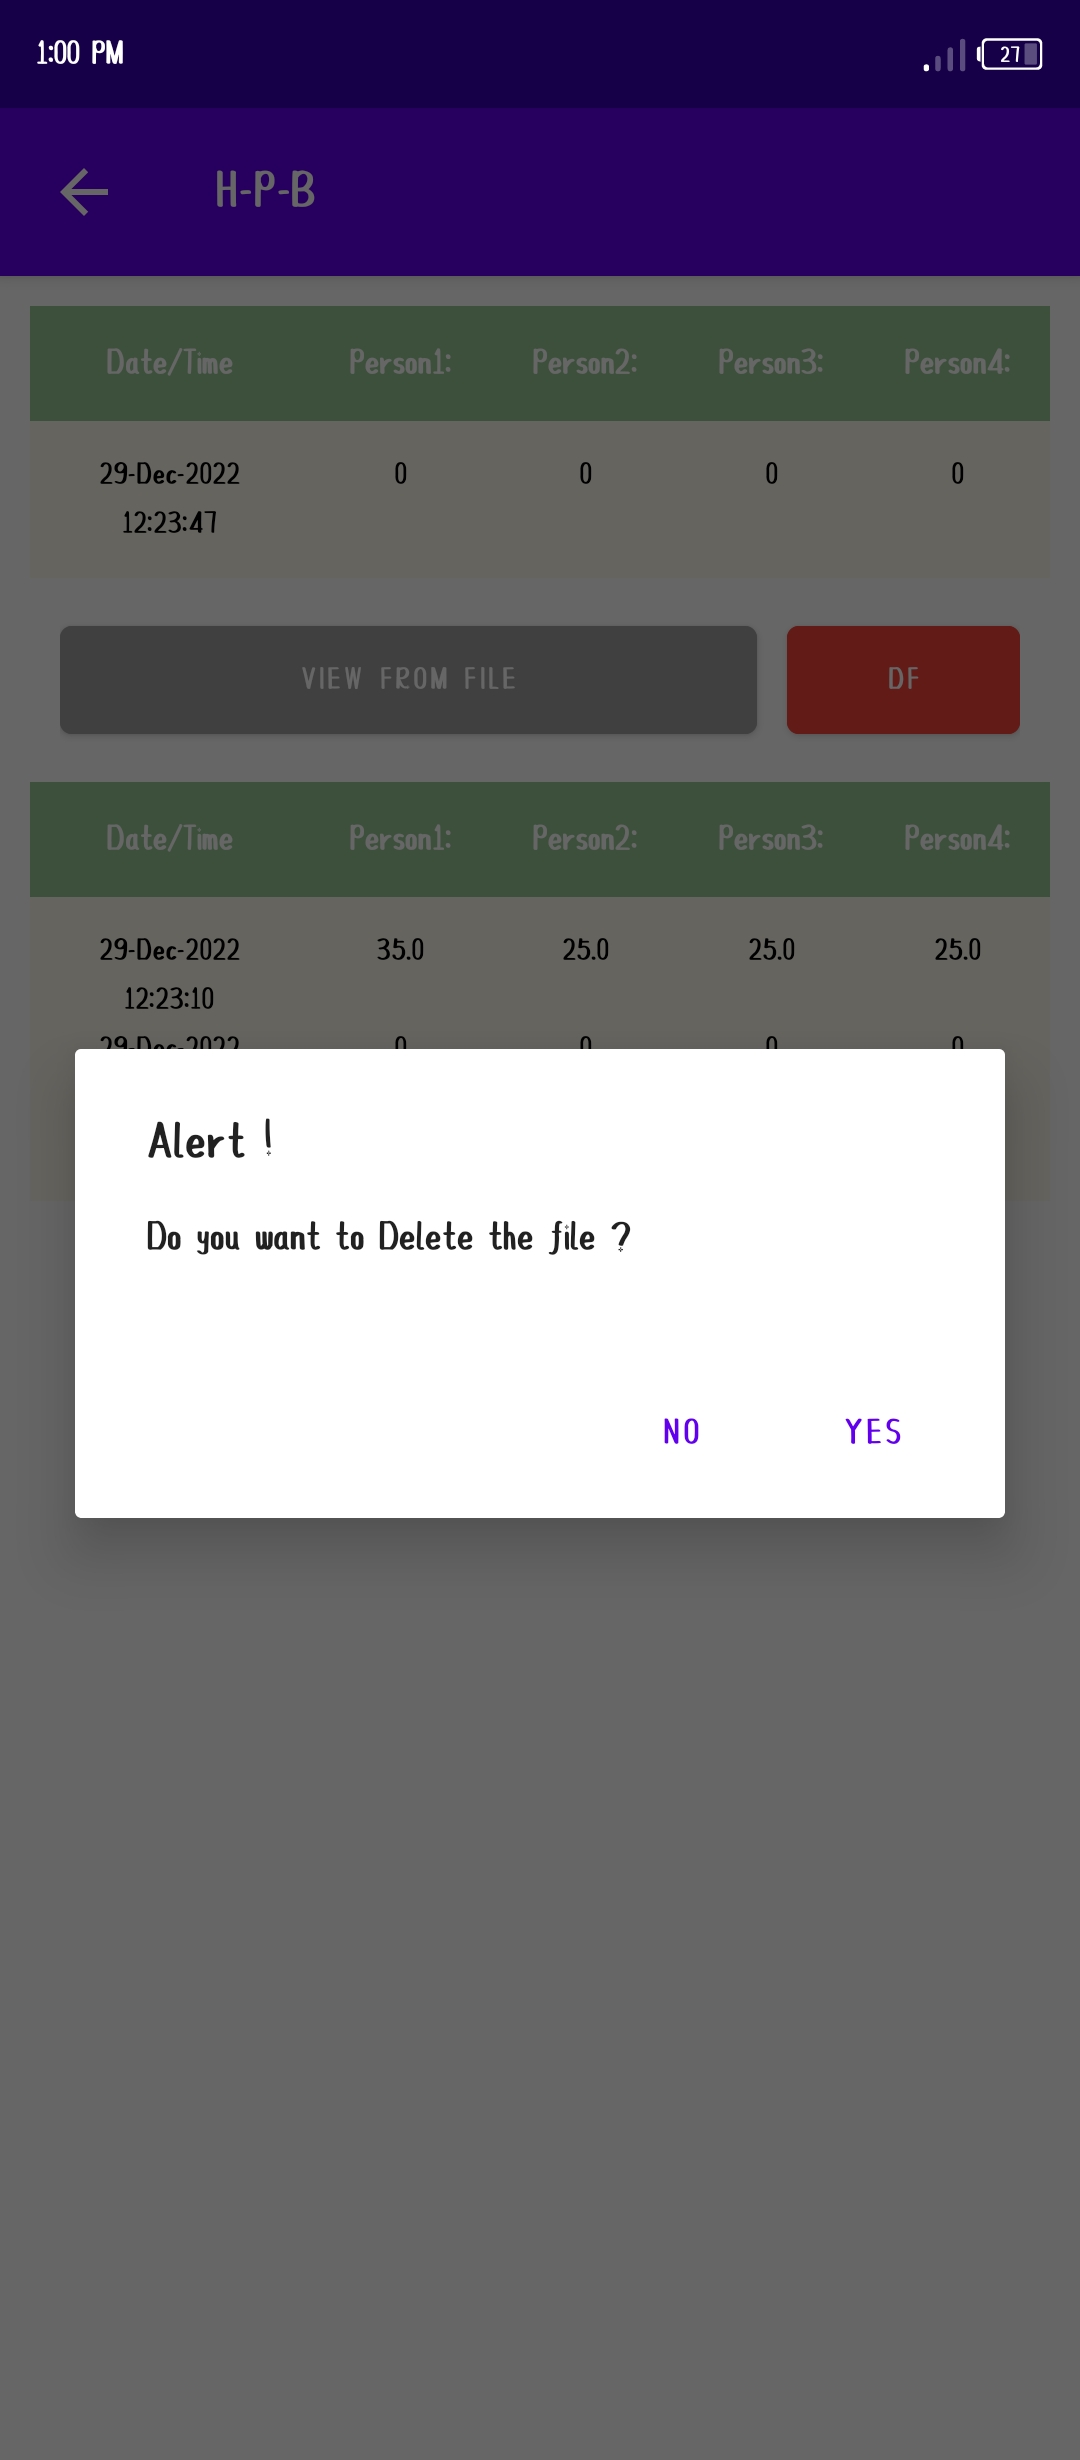 1:00 PM 27
H-P-B
Date/Time Person1: Person2: Person3: Person4:
29-Dec-2022 0 0 0 0
12:23:47
VIEW FROM FILE DF
Date/Time Person1: Person2: Person3: Person4:
29-Dec-2022 35.0 25.0 25.0 25.0
12:23:10
29-Dec-2022 0 0 0 0
Alert !
Do you want to Delete the file ?
NO YES